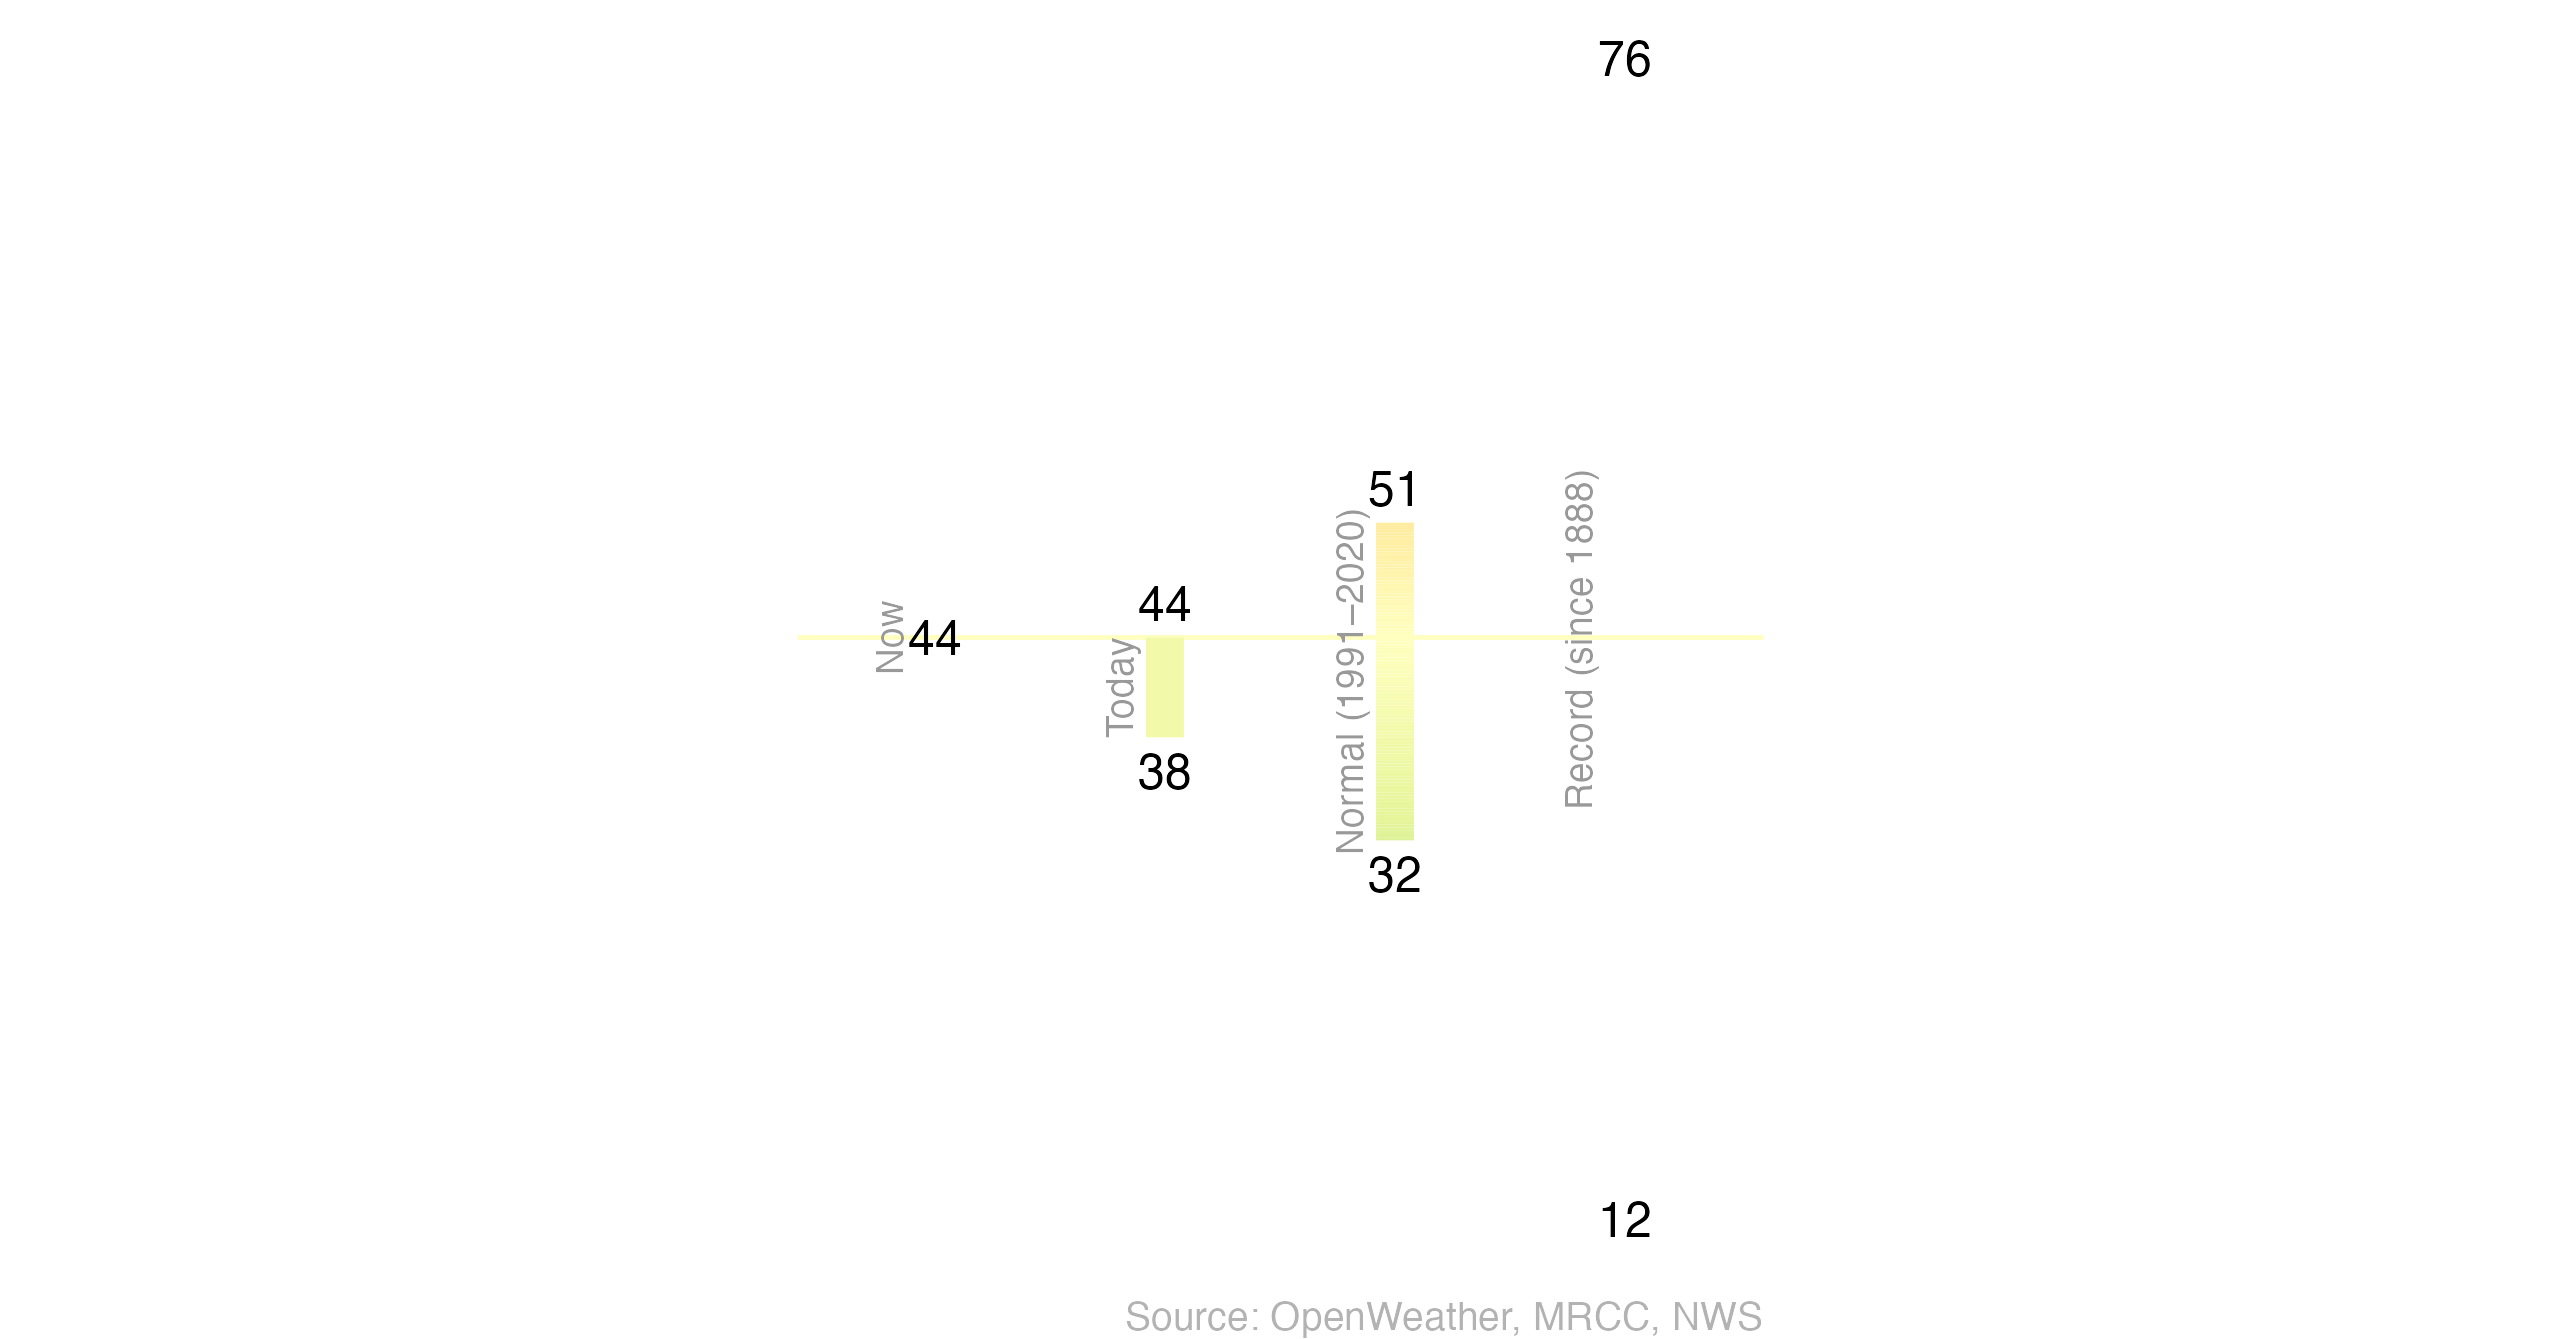 76
51
44
Now
44
Today
38
Normal (1991–2020)
32
Record (since 1888)
12
Source: OpenWeather, MRCC, NWS